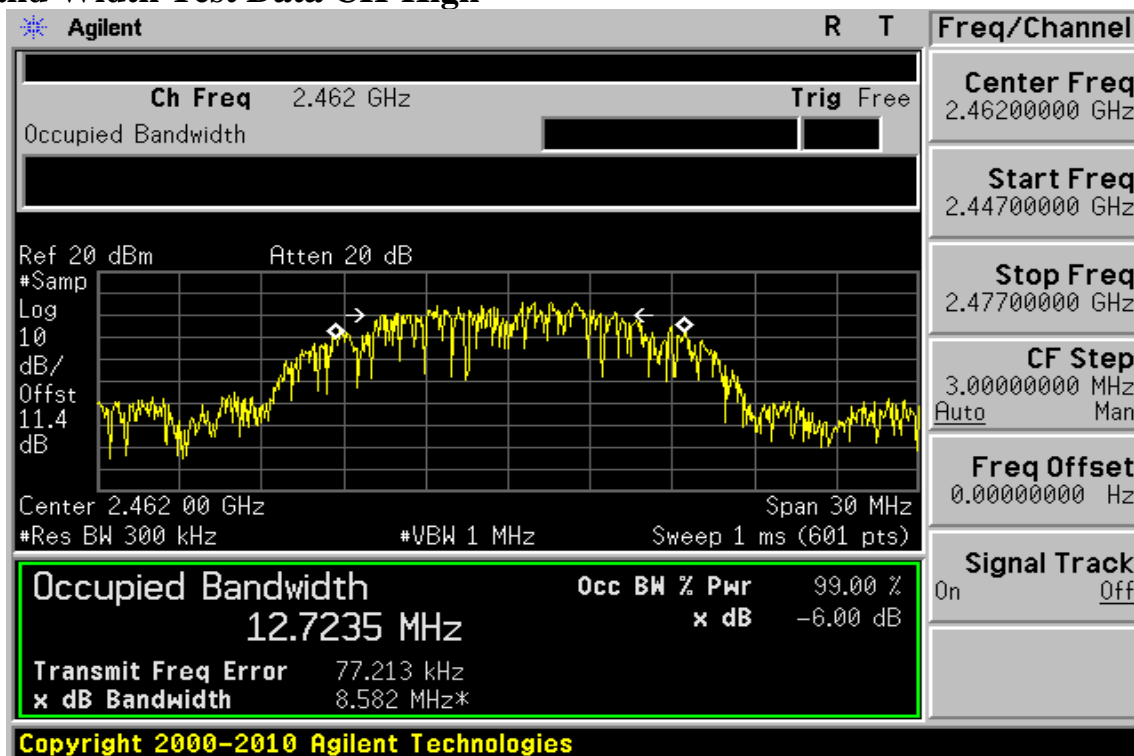 Agilent R T Freq/Channel
Ch Freq 2.462 GHz Trig Free
Occupied Bandwidth
Center Freq
2.46200000 GHz
Start Freq
2.44700000 GHz
Stop Freq
2.47700000 GHz
CF Step
3.00000000 MHz
Auto Man
Freq Offset
0.00000000 Hz
Signal Track
On Off
Ref 20 dBm Atten 20 dB
#Samp
Log
10
dB/
Offst
11.4
dB
Center 2.462 00 GHz Span 30 MHz
#Res BW 300 kHz #VBW 1 MHz Sweep 1 ms (601 pts)
Occupied Bandwidth Occ BW % Pwr 99.00 %
12.7235 MHz x dB -6.00 dB
Transmit Freq Error 77.213 kHz
x dB Bandwidth 8.582 MHz*
Copyright 2000-2010 Agilent Technologies